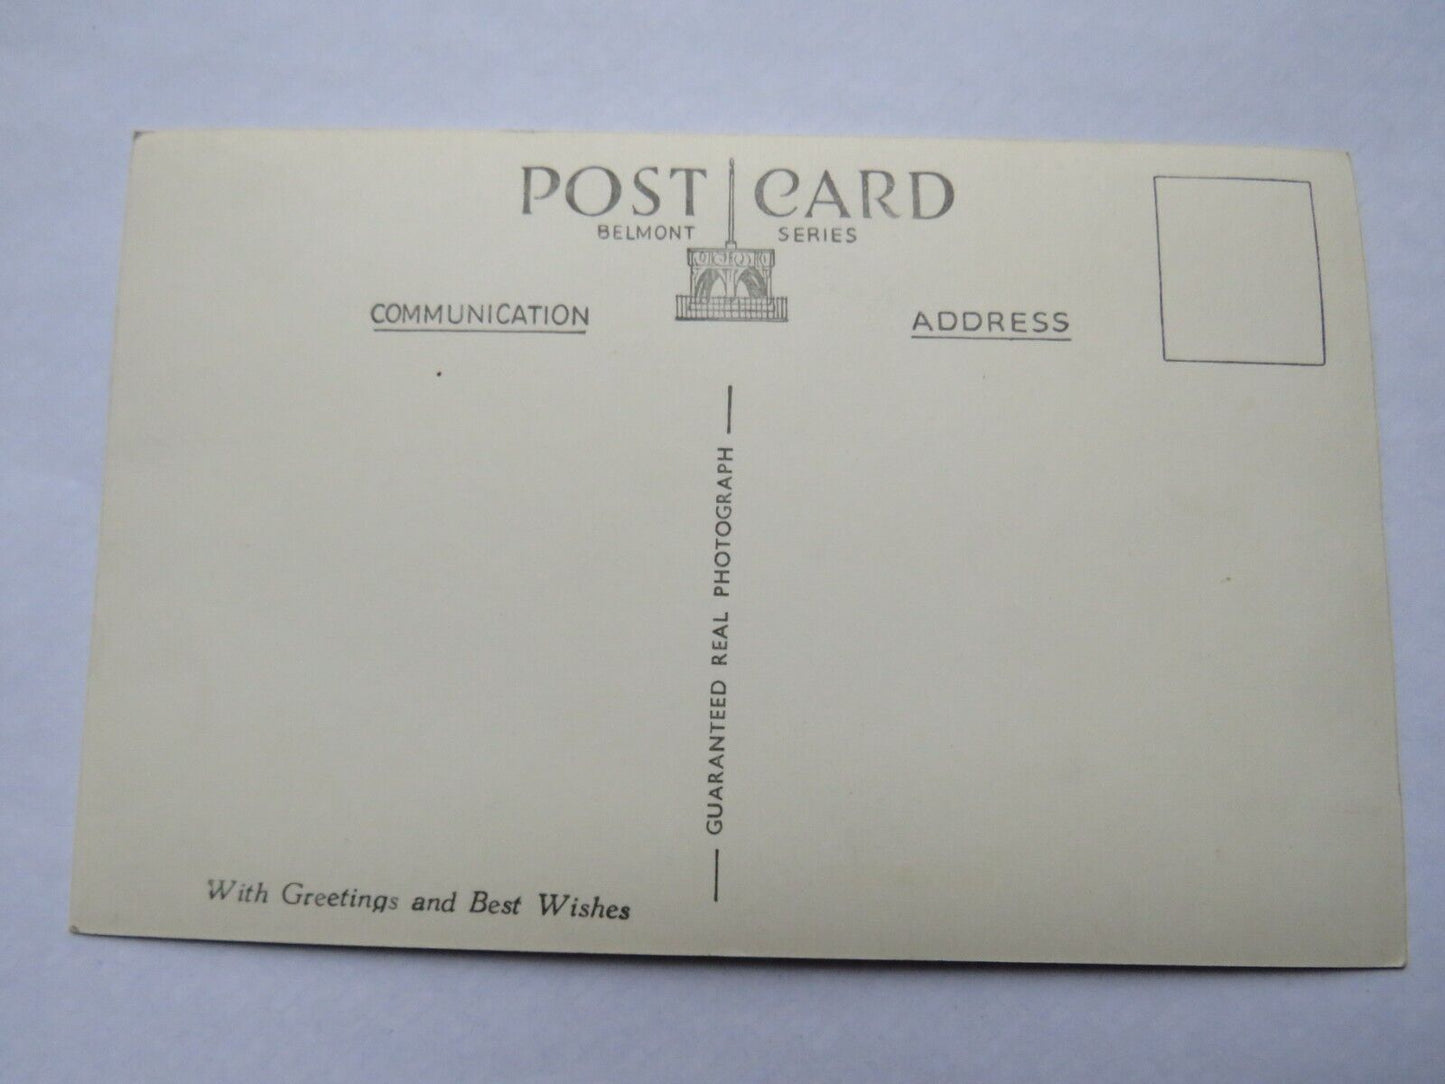 POST CARD
BELMONT SERIES
COMMUNICATION
ADDRESS
GUARANTEED REAL PHOTOGRAPH
With Greetings and Best Wishes